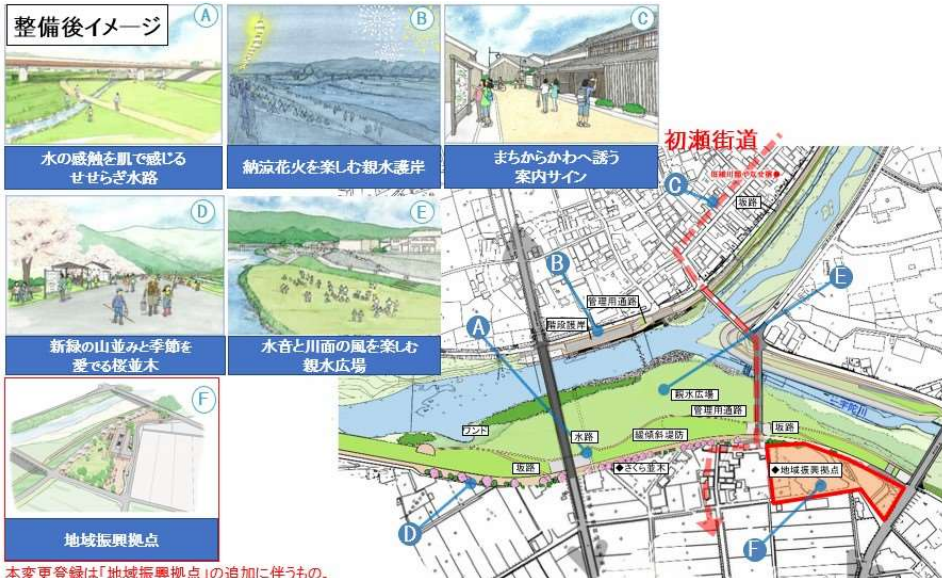 整備後イメージ
A
水の感触を肌で感じる
せせらぎ水路
B
納涼花火を楽しむ親水護岸
C
まちからかわへ誘う
案内サイン
D
新緑の山並みと季節を
愛でる桜並木
E
水音と川面の風を楽しむ
親水広場
F
地域振興拠点
本変更登録は「地域振興拠点」の追加に伴うもの。
初瀬街道
C
坂路
B
E
管理用通路
階段護岸
A
親水広場
宇陀川
管理用通路
ワンド
水路
緩傾斜堤防
坂路
坂路
◆さくら並木
◆地域振興拠点
D
F